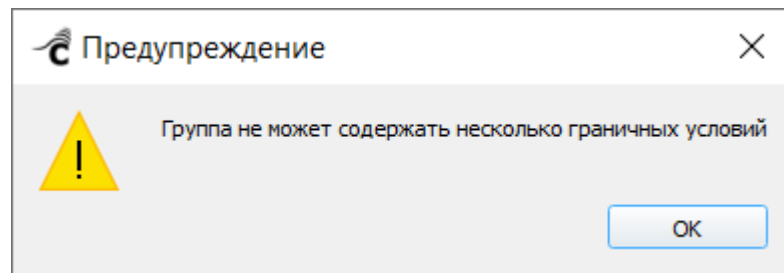 Предупреждение
Группа не может содержать несколько граничных условий
OK